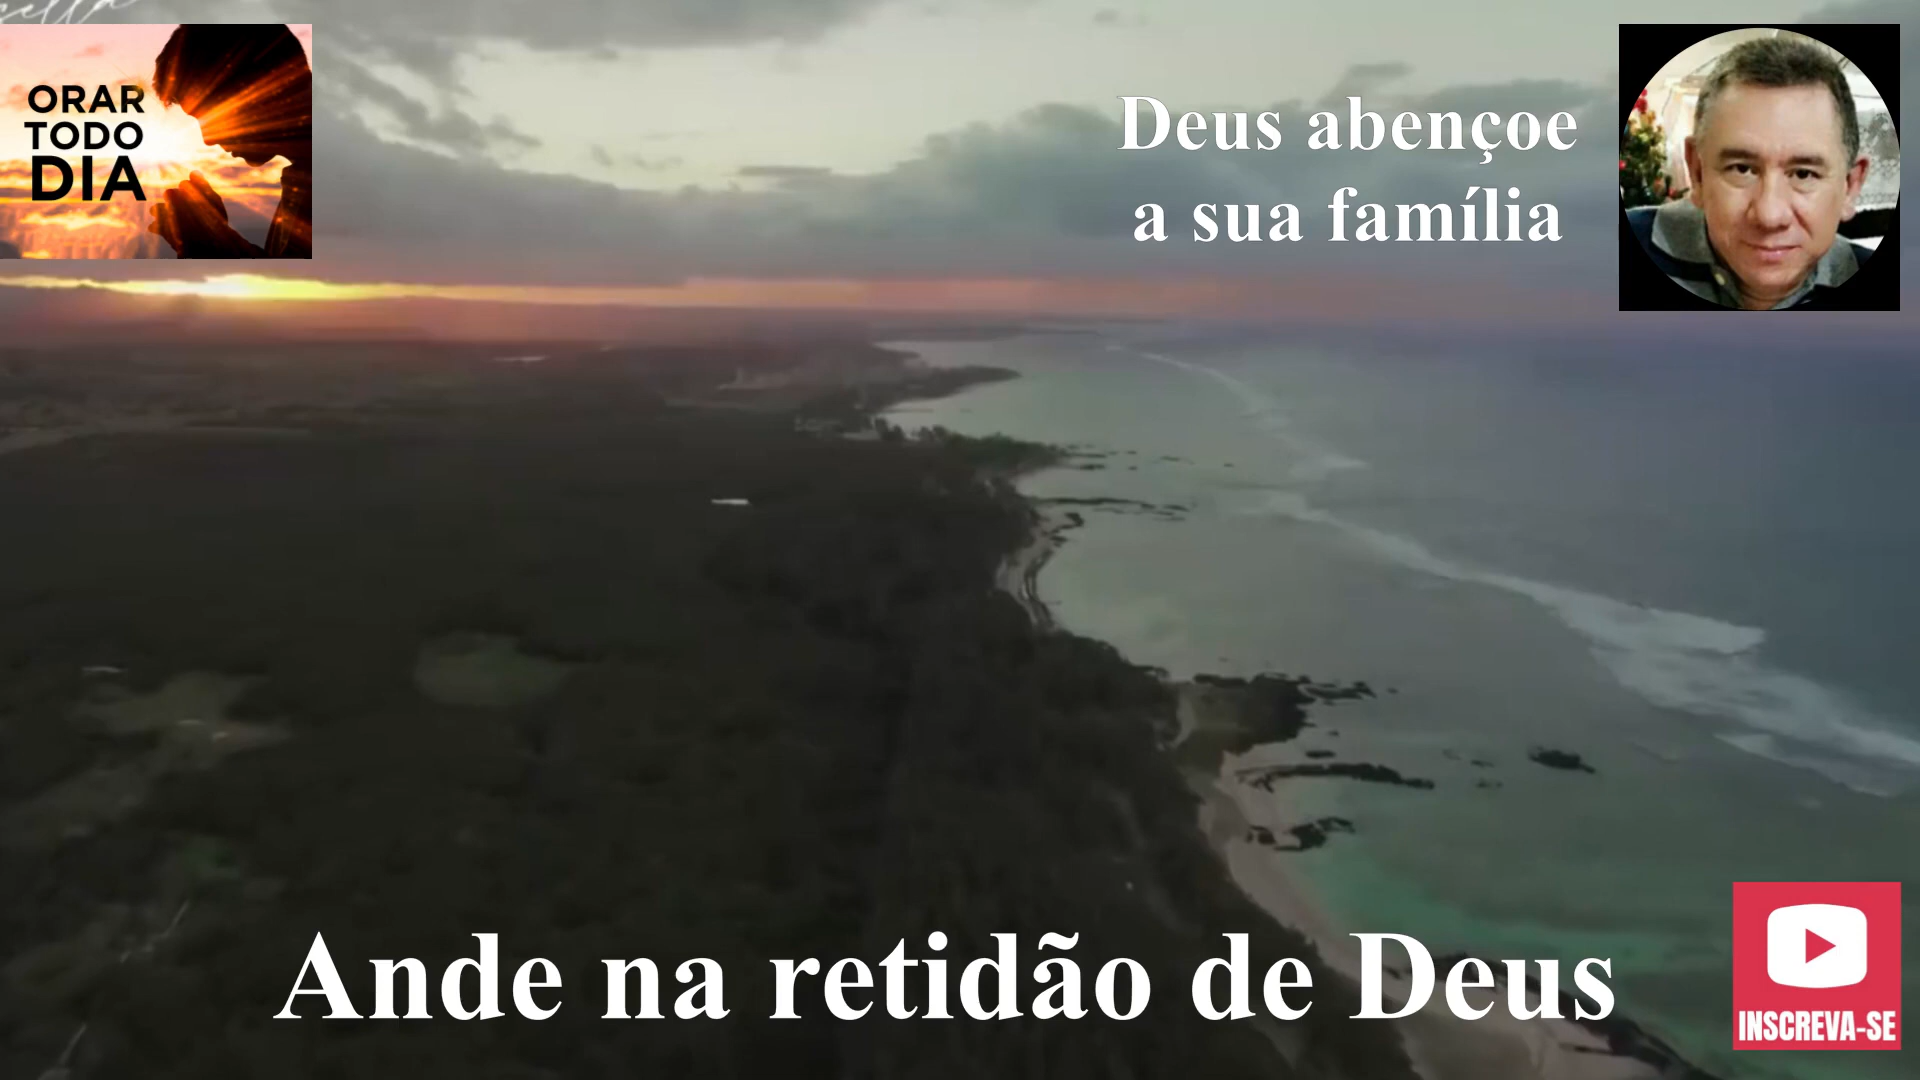 ORAR
TODO
DIA
Deus abençoe
a sua família
Ande na retidão de Deus
INSCREVA-SE